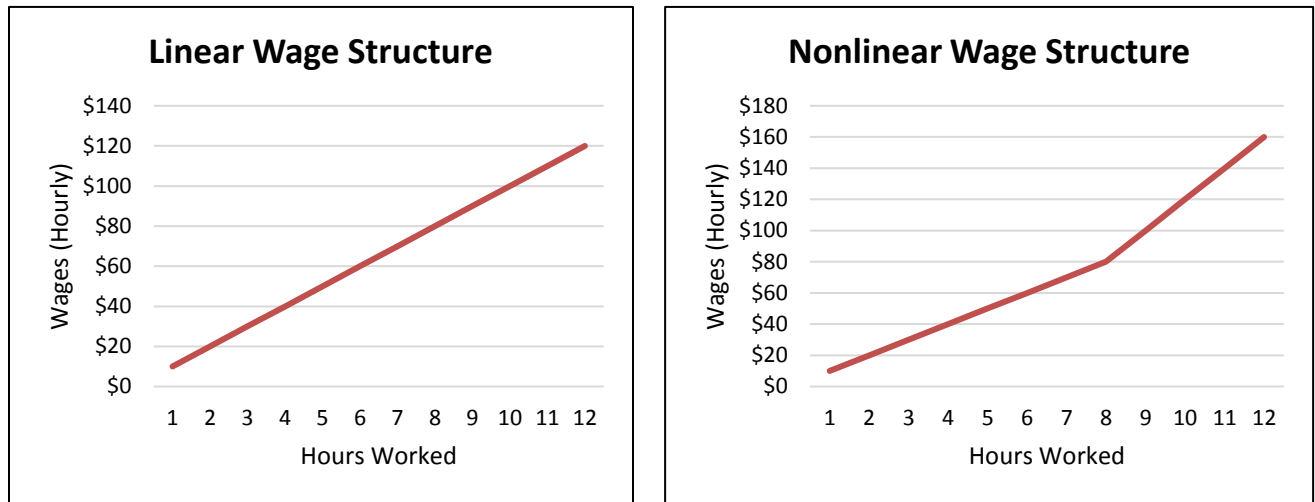 Linear Wage Structure
$140
$120
$100
$80
$60
$40
$20
$0
Wages (Hourly)
1 2 3 4 5 6 7 8 9 10 11 12
Hours Worked
Nonlinear Wage Structure
$180
$160
$140
$120
$100
$80
$60
$40
$20
$0
Wages (Hourly)
1 2 3 4 5 6 7 8 9 10 11 12
Hours Worked